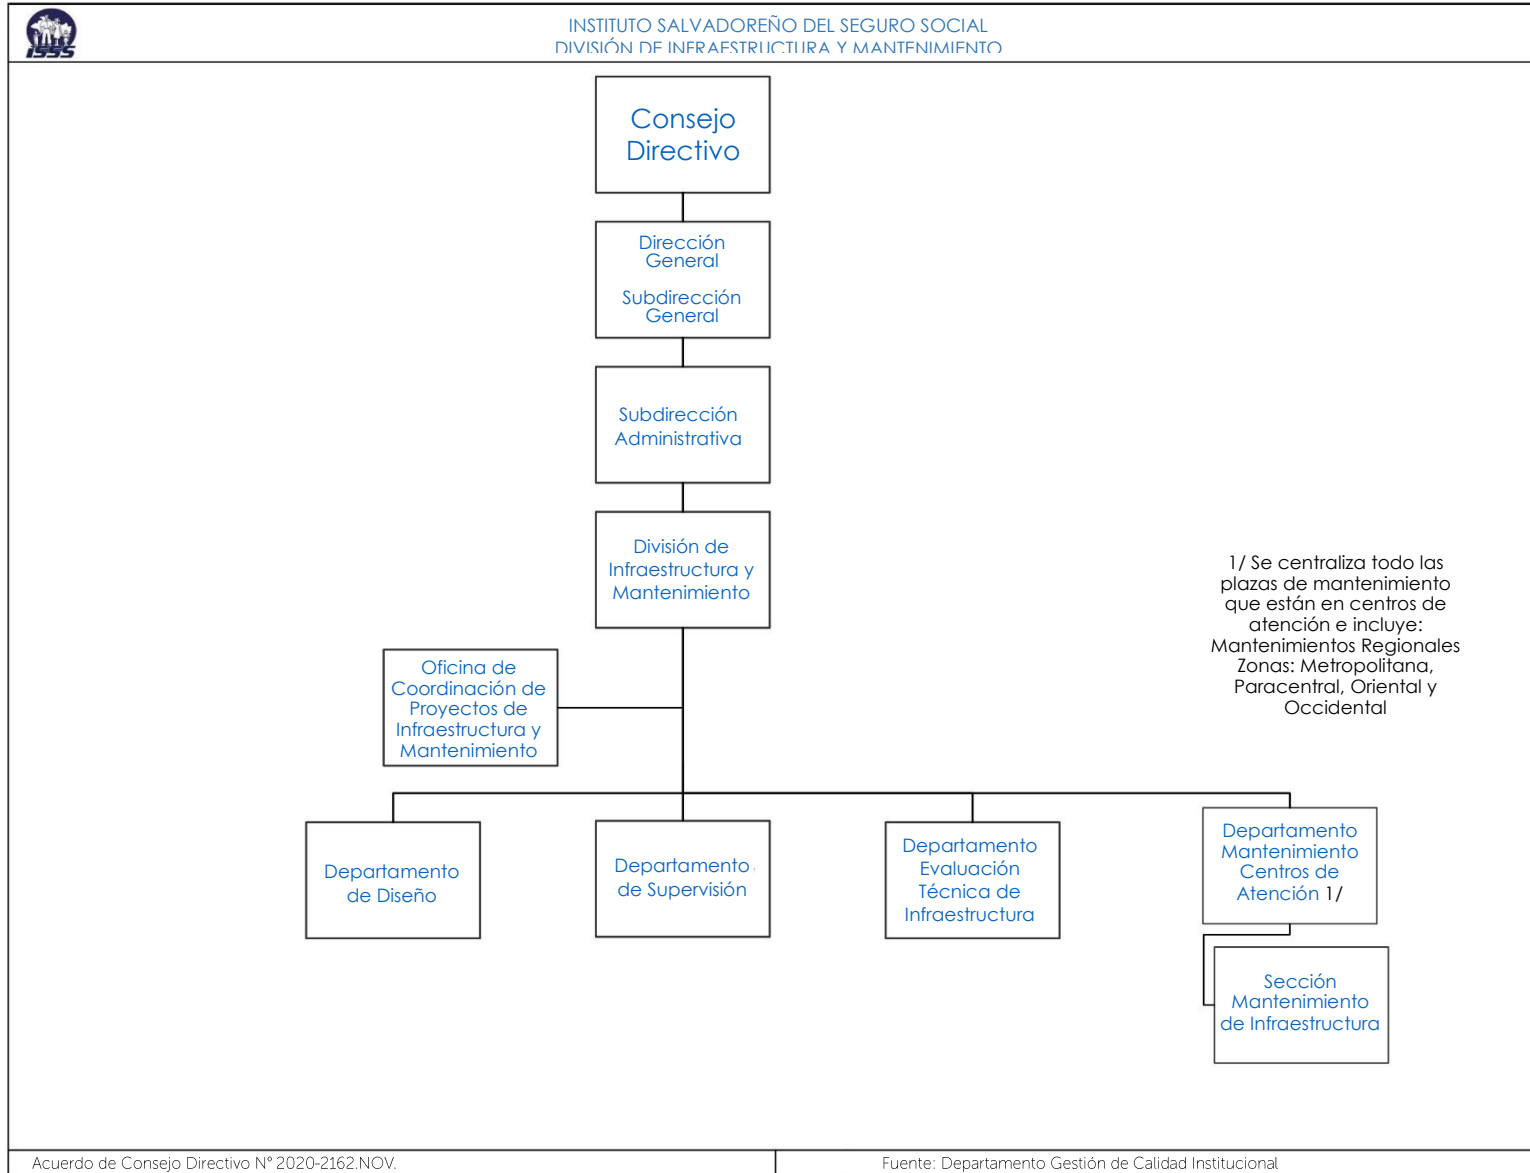 ISSS
INSTITUTO SALVADOREÑO DEL SEGURO SOCIAL
DIVISIÓN DE INFRAESTRUCTURA Y MANTENIMIENTO
Consejo
Directivo
Dirección
General
Subdirección
General
Subdirección
Administrativa
División de
Infraestructura y
Mantenimiento
1/ Se centraliza todo las
plazas de mantenimiento
que están en centros de
atención e incluye:
Mantenimientos Regionales
Zonas: Metropolitana,
Paracentral, Oriental y
Occidental
Oficina de
Coordinación de
Proyectos de
Infraestructura y
Mantenimiento
Departamento
de Diseño
Departamento
de Supervisión
Departamento
Evaluación
Técnica de
Infraestructura
Departamento
Mantenimiento
Centros de
Atención 1/
Sección
Mantenimiento
de Infraestructura
Acuerdo de Consejo Directivo N° 2020-2162.NOV.
Fuente: Departamento Gestión de Calidad Institucional